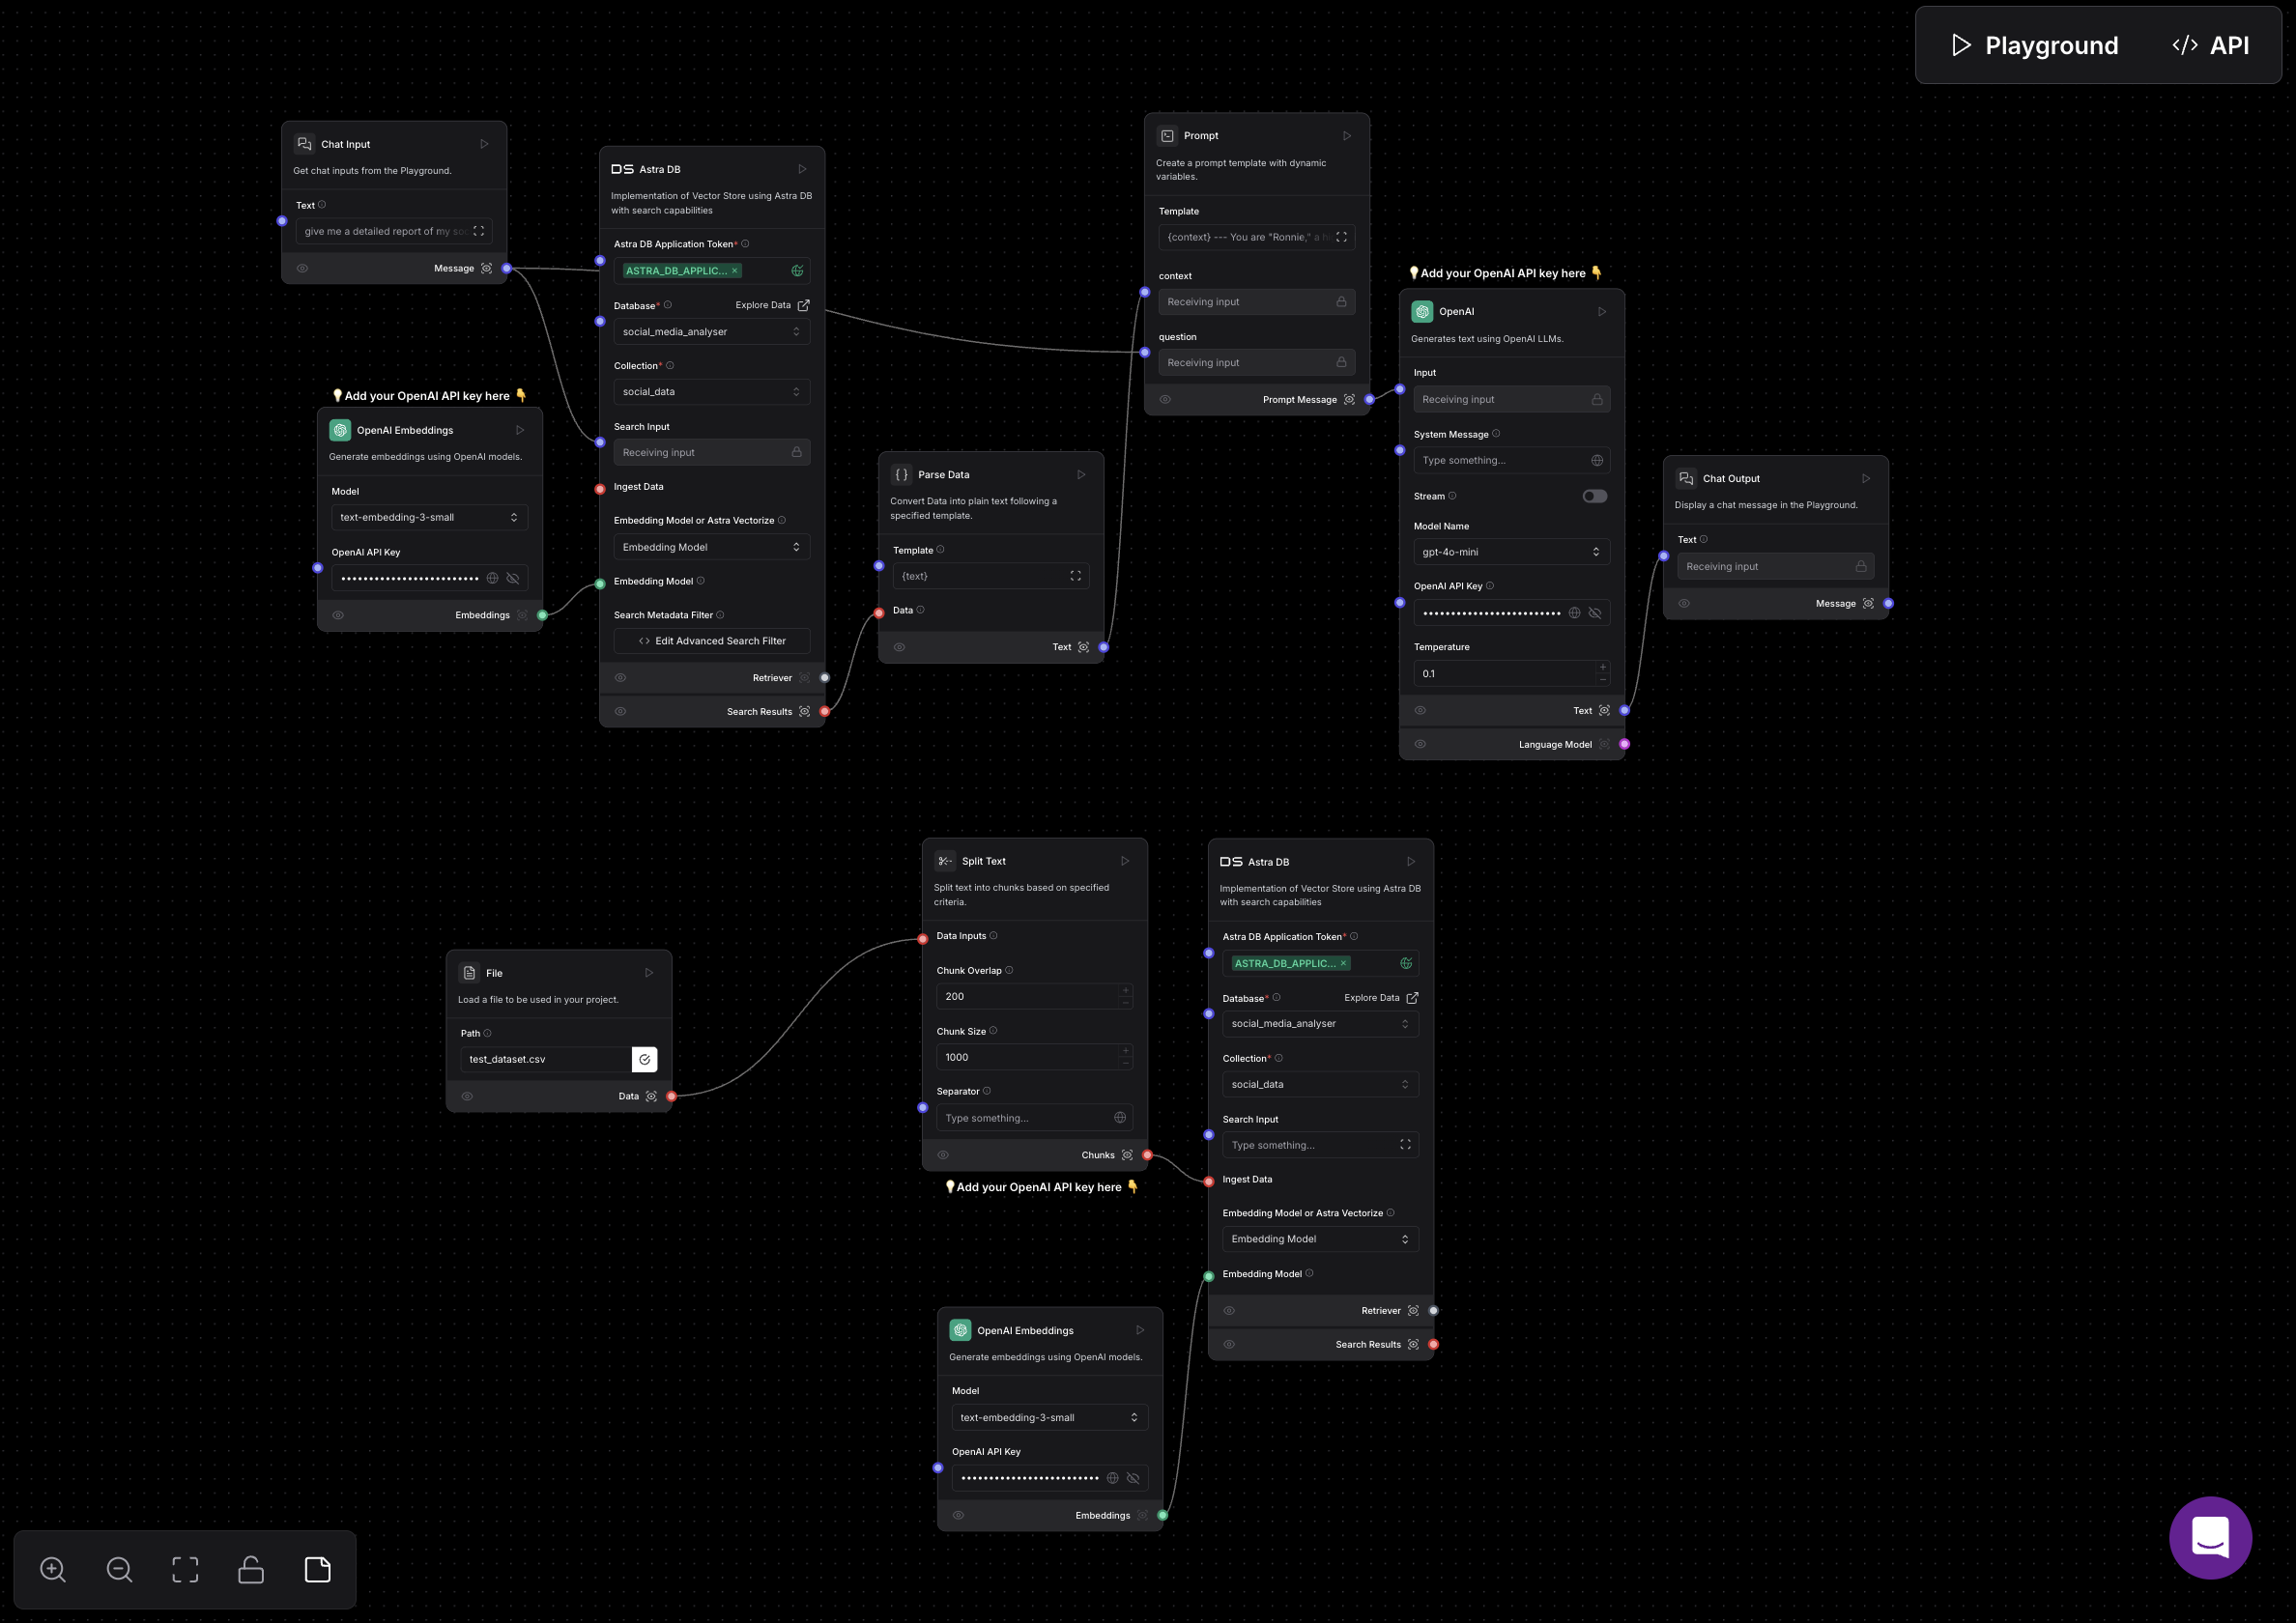 Playground
API
Chat Input
Get chat inputs from the Playground.
Text
give me a detailed report of my soc
Message
💡Add your OpenAI API key here 👇
OpenAI Embeddings
Generate embeddings using OpenAI models.
Model
text-embedding-3-small
OpenAI API Key
•••••••••••••••••••••••••
Embeddings
DS Astra DB
Implementation of Vector Store using Astra DB
with search capabilities
Astra DB Application Token*
ASTRA_DB_APPLIC... ×
Database*
Explore Data
social_media_analyser
Collection*
social_data
Search Input
Receiving input
Ingest Data
Embedding Model or Astra Vectorize
Embedding Model
Embedding Model
Search Metadata Filter
Edit Advanced Search Filter
Retriever
Search Results
Parse Data
Convert Data into plain text following a
specified template.
Template
{text}
Data
Text
Prompt
Create a prompt template with dynamic
variables.
Template
{context} --- You are "Ronnie," a
context
Receiving input
question
Receiving input
Prompt Message
💡Add your OpenAI API key here 👇
OpenAI
Generates text using OpenAI LLMs.
Input
Receiving input
System Message
Type something...
Stream
Model Name
gpt-4o-mini
OpenAI API Key
•••••••••••••••••••••••••
Temperature
0.1
Text
Language Model
Chat Output
Display a chat message in the Playground.
Text
Receiving input
Message
File
Load a file to be used in your project.
Path
test_dataset.csv
Data
Split Text
Split text into chunks based on specified
criteria.
Data Inputs
Chunk Overlap
200
Chunk Size
1000
Separator
Type something...
Chunks
💡Add your OpenAI API key here 👇
OpenAI Embeddings
Generate embeddings using OpenAI models.
Model
text-embedding-3-small
OpenAI API Key
•••••••••••••••••••••••••
Embeddings
DS Astra DB
Implementation of Vector Store using Astra DB
with search capabilities
Astra DB Application Token*
ASTRA_DB_APPLIC... ×
Database*
Explore Data
social_media_analyser
Collection*
social_data
Search Input
Type something...
Ingest Data
Embedding Model or Astra Vectorize
Embedding Model
Embedding Model
Retriever
Search Results